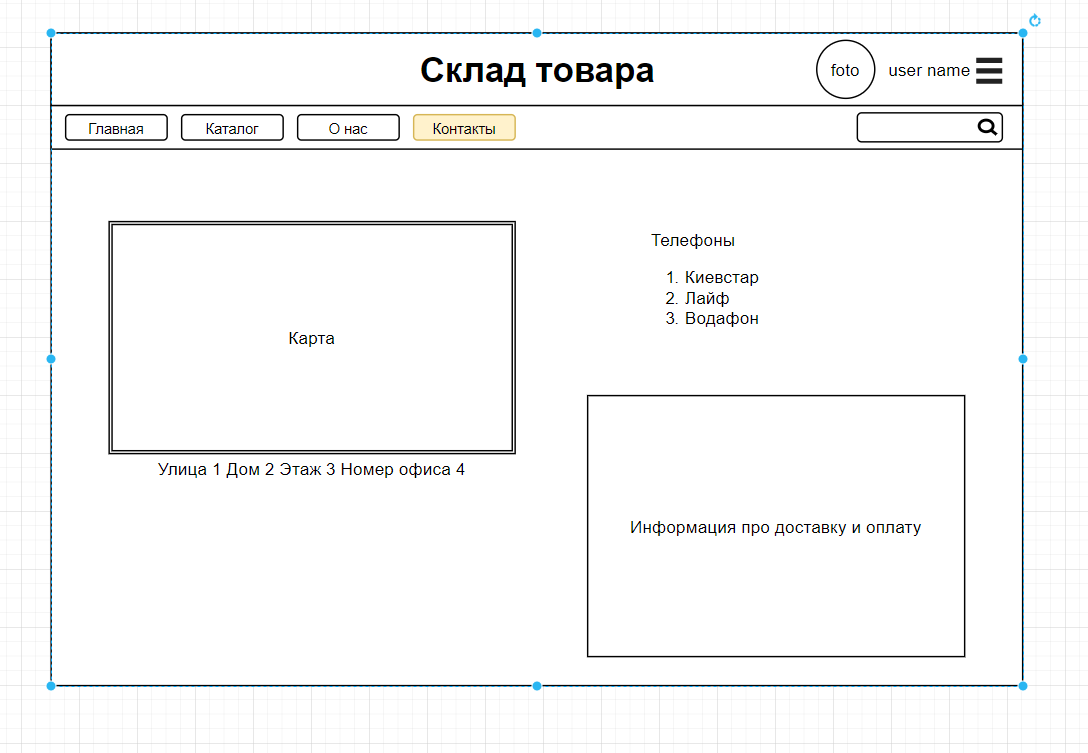 Склад товара
foto
user name
Главная
Каталог
О нас
Контакты
Карта
Улица 1 Дом 2 Этаж 3 Номер офиса 4
Телефоны
1. Киевстар
2. Лайф
3. Водафон
Информация про доставку и оплату